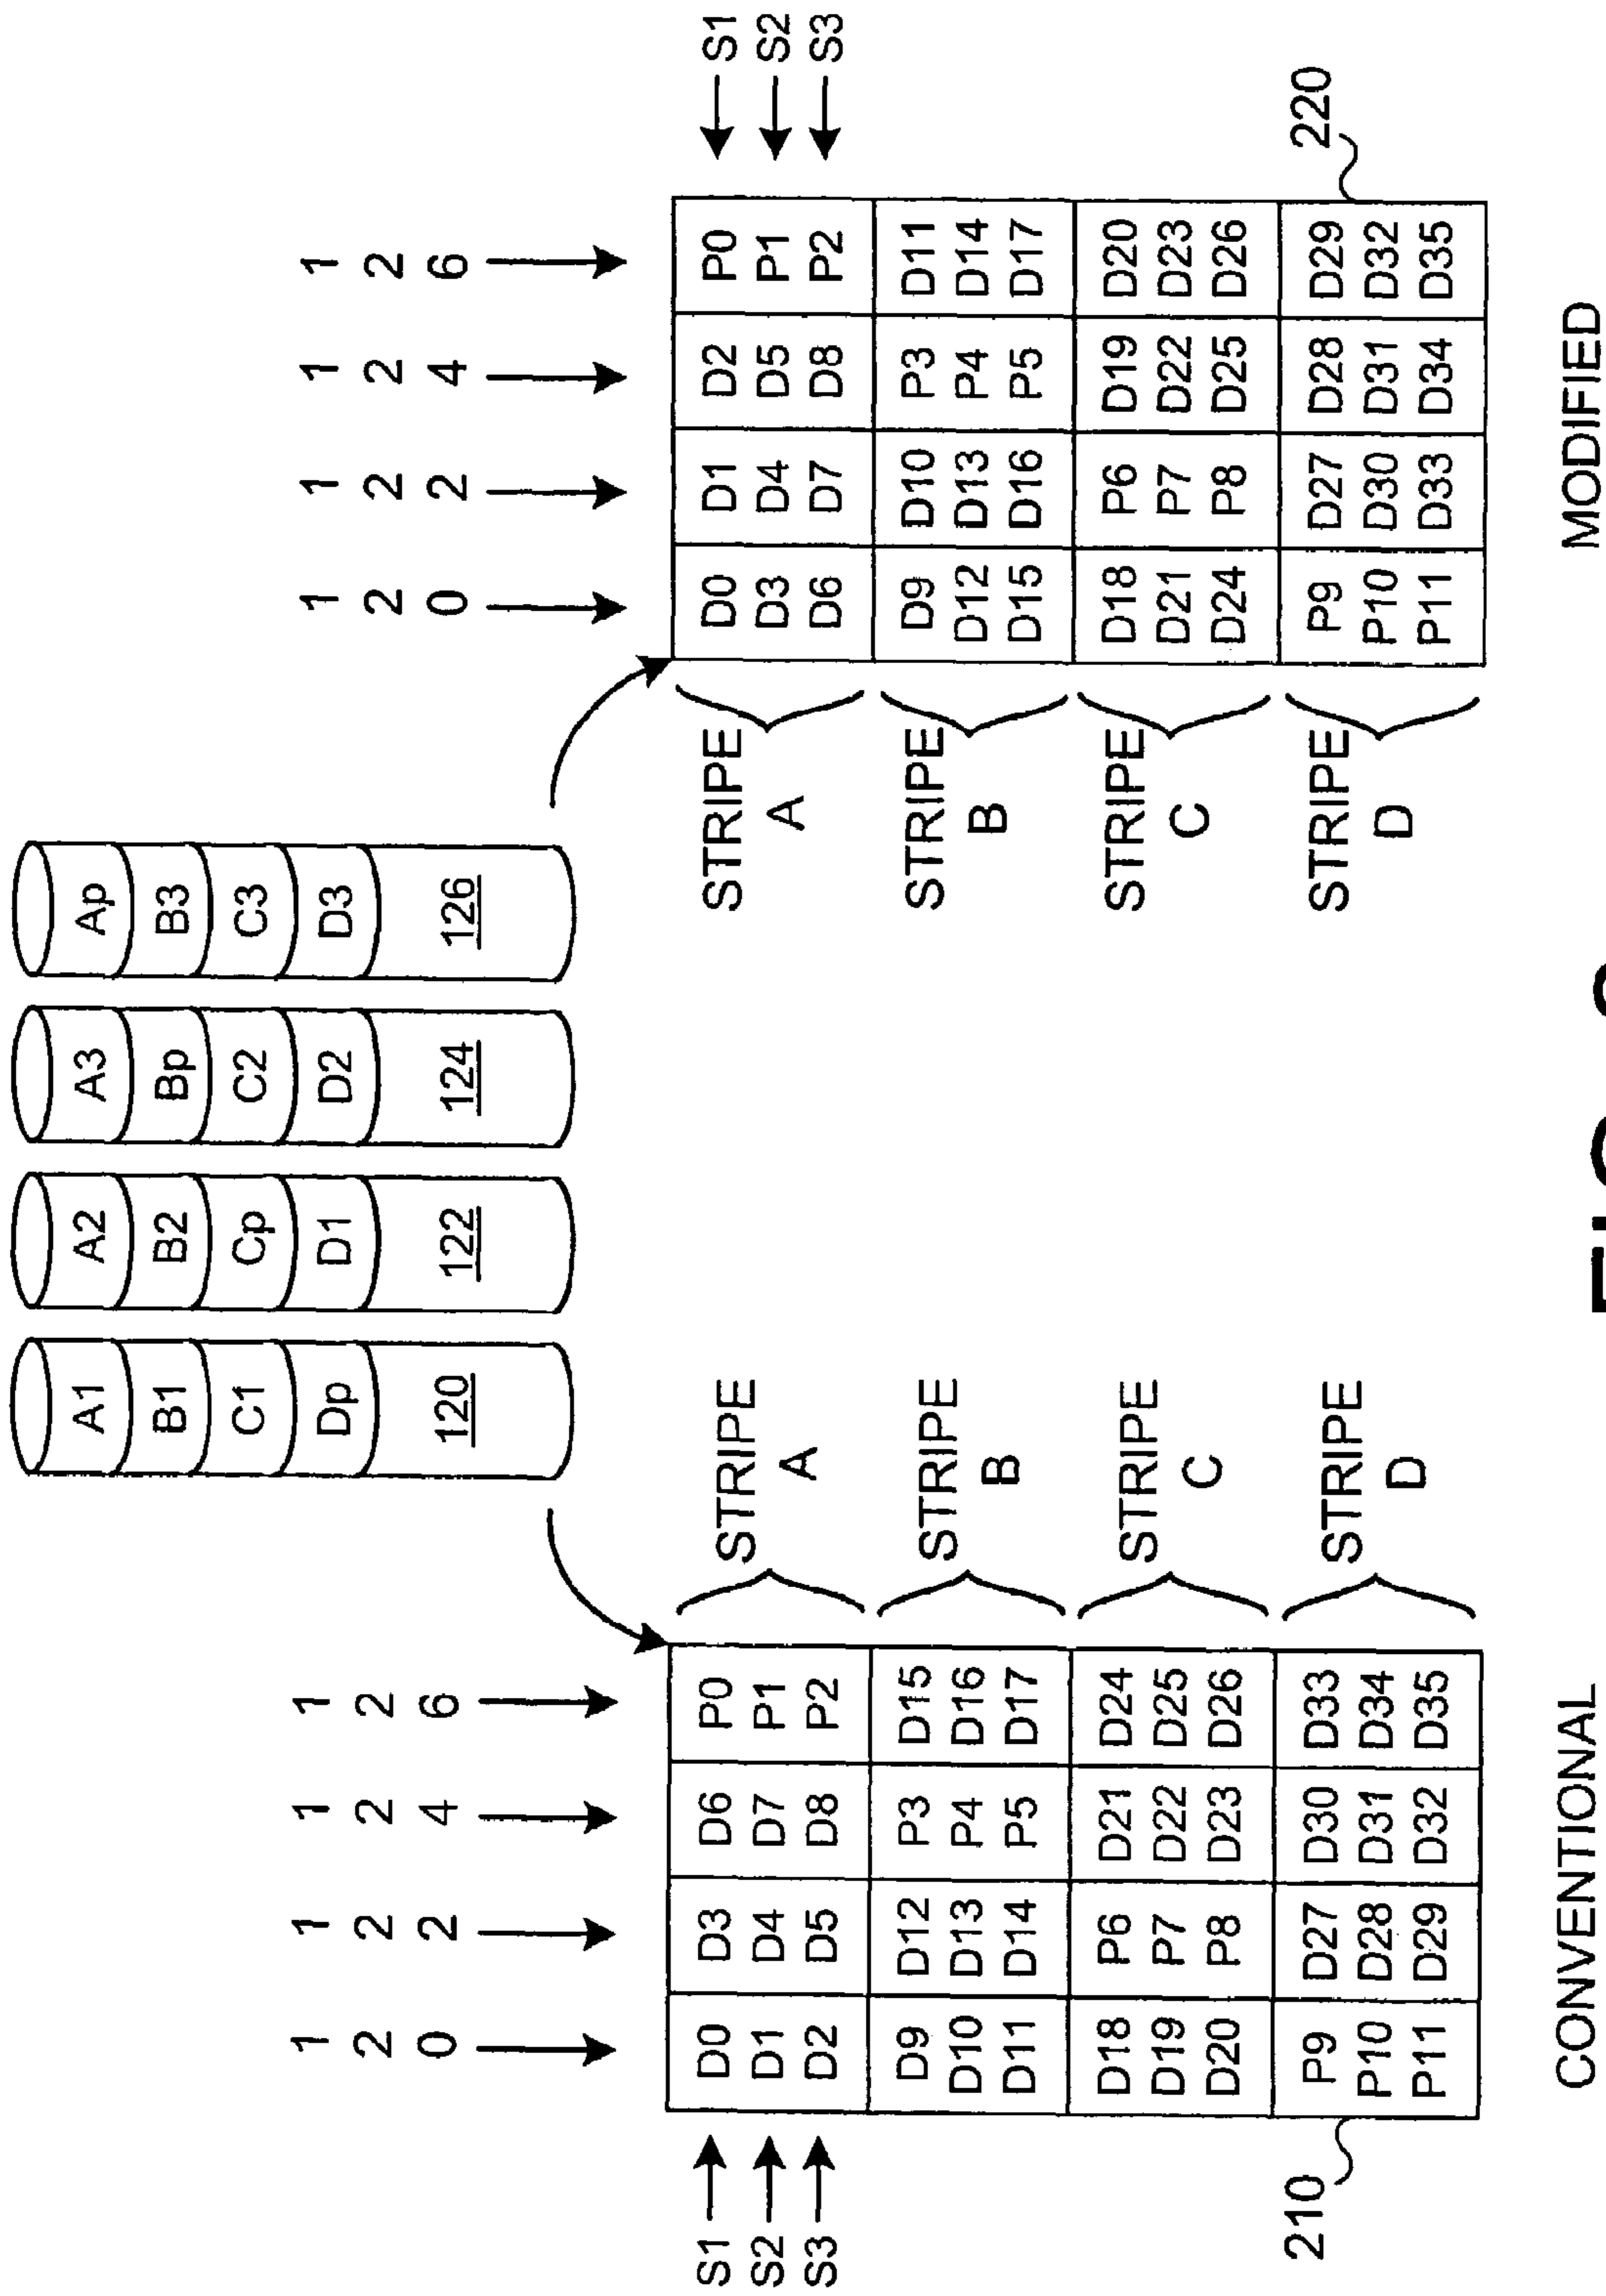 A1 A2 A3 Ap
B1 B2 Bp B3
C1 Cp C2 C3
Dp D1 D2 D3
120 122 124 126
1 1 1 1
2 2 2 2
0 2 4 6
S1 D0 D3 D6 P0
S2 D1 D4 D7 P1
S3 D2 D5 D8 P2
STRIPE
A
D9 D12 P3 D15
D10 D13 P4 D16
D11 D14 P5 D17
STRIPE
B
D18 P6 D21 D24
D19 P7 D22 D25
D20 P8 D23 D26
STRIPE
C
P9 D27 D30 D33
P10 D28 D31 D34
P11 D29 D32 D35
STRIPE
D
210
CONVENTIONAL
1 1 1 1
2 2 2 2
0 2 4 6
STRIPE
A
D0 D1 D2 P0 S1
D3 D4 D5 P1 S2
D6 D7 D8 P2 S3
STRIPE
B
D9 D10 P3 D11
D12 D13 P4 D14
D15 D16 P5 D17
STRIPE
C
D18 P6 D19 D20
D21 P7 D22 D23
D24 P8 D25 D26
STRIPE
D
P9 D27 D28 D29
P10 D30 D31 D32
P11 D33 D34 D35
220
MODIFIED